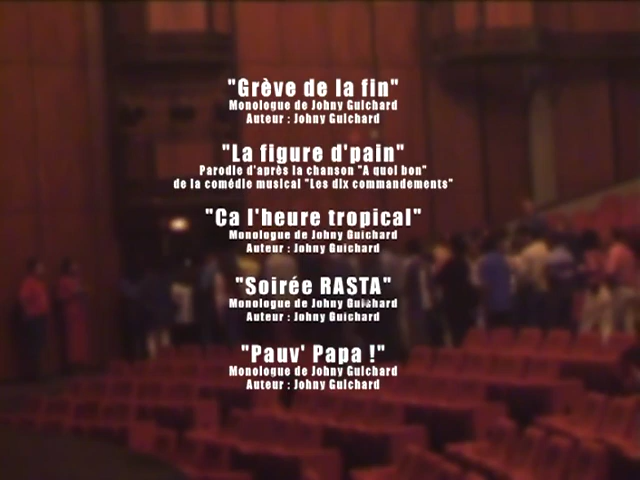 "Grève de la fin"
Monologue de Johny Guichard
Auteur : Johny Guichard
"La figure d'pain"
Parodie d'après la chanson "A quoi bon"
de la comédie musical "Les dix commandements"
"Ca l'heure tropical"
Monologue de Johny Guichard
Auteur : Johny Guichard
"Soirée RASTA"
Monologue de Johny Guichard
Auteur : Johny Guichard
"Pauv' Papa !"
Monologue de Johny Guichard
Auteur : Johny Guichard